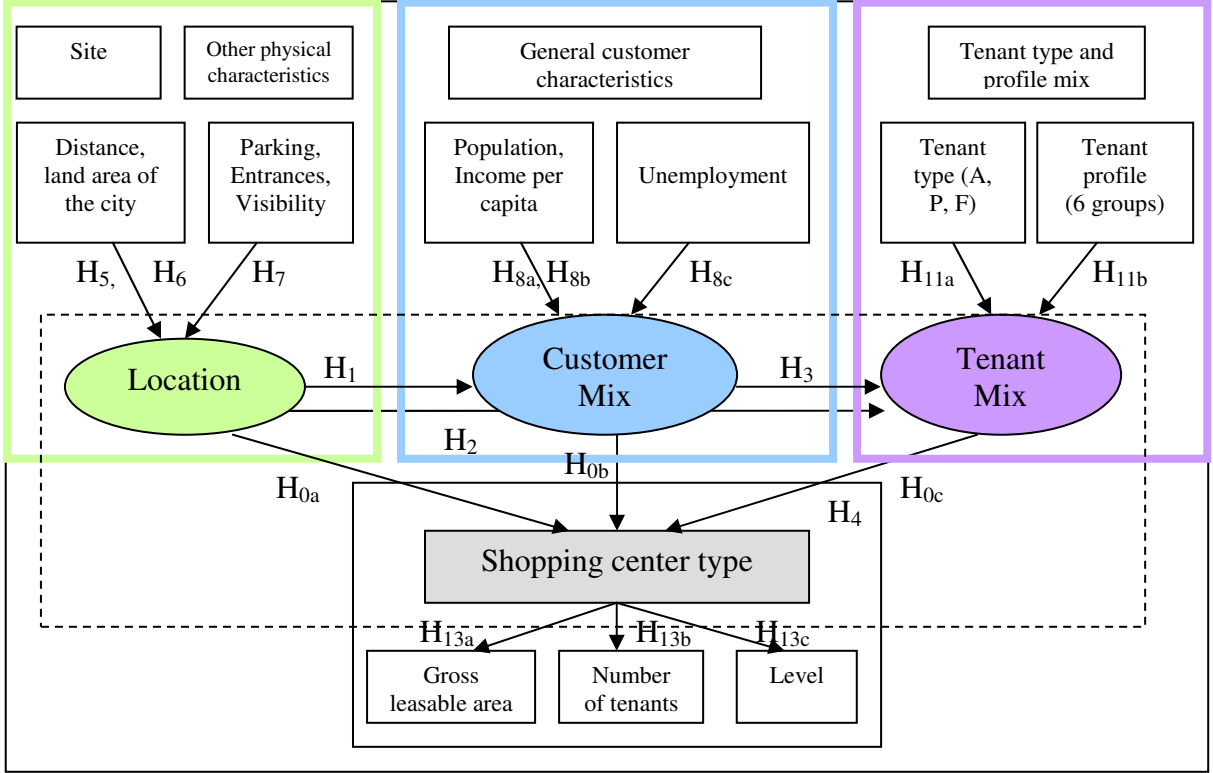 Site
Other physical
characteristics
General customer
characteristics
Tenant type and
profile mix
Distance,
land area of
the city
Parking,
Entrances,
Visibility
Population,
Income per
capita
Unemployment
Tenant
type (A,
P, F)
Tenant
profile
(6 groups)
H5,
H6
H7
H8a,
H8b
H8c
H11a
H11b
Location
H1
Customer
Mix
H3
Tenant
Mix
H2
H0a
H0b
H0c
H4
Shopping center type
H13a
H13b
H13c
Gross
leasable area
Number
of tenants
Level